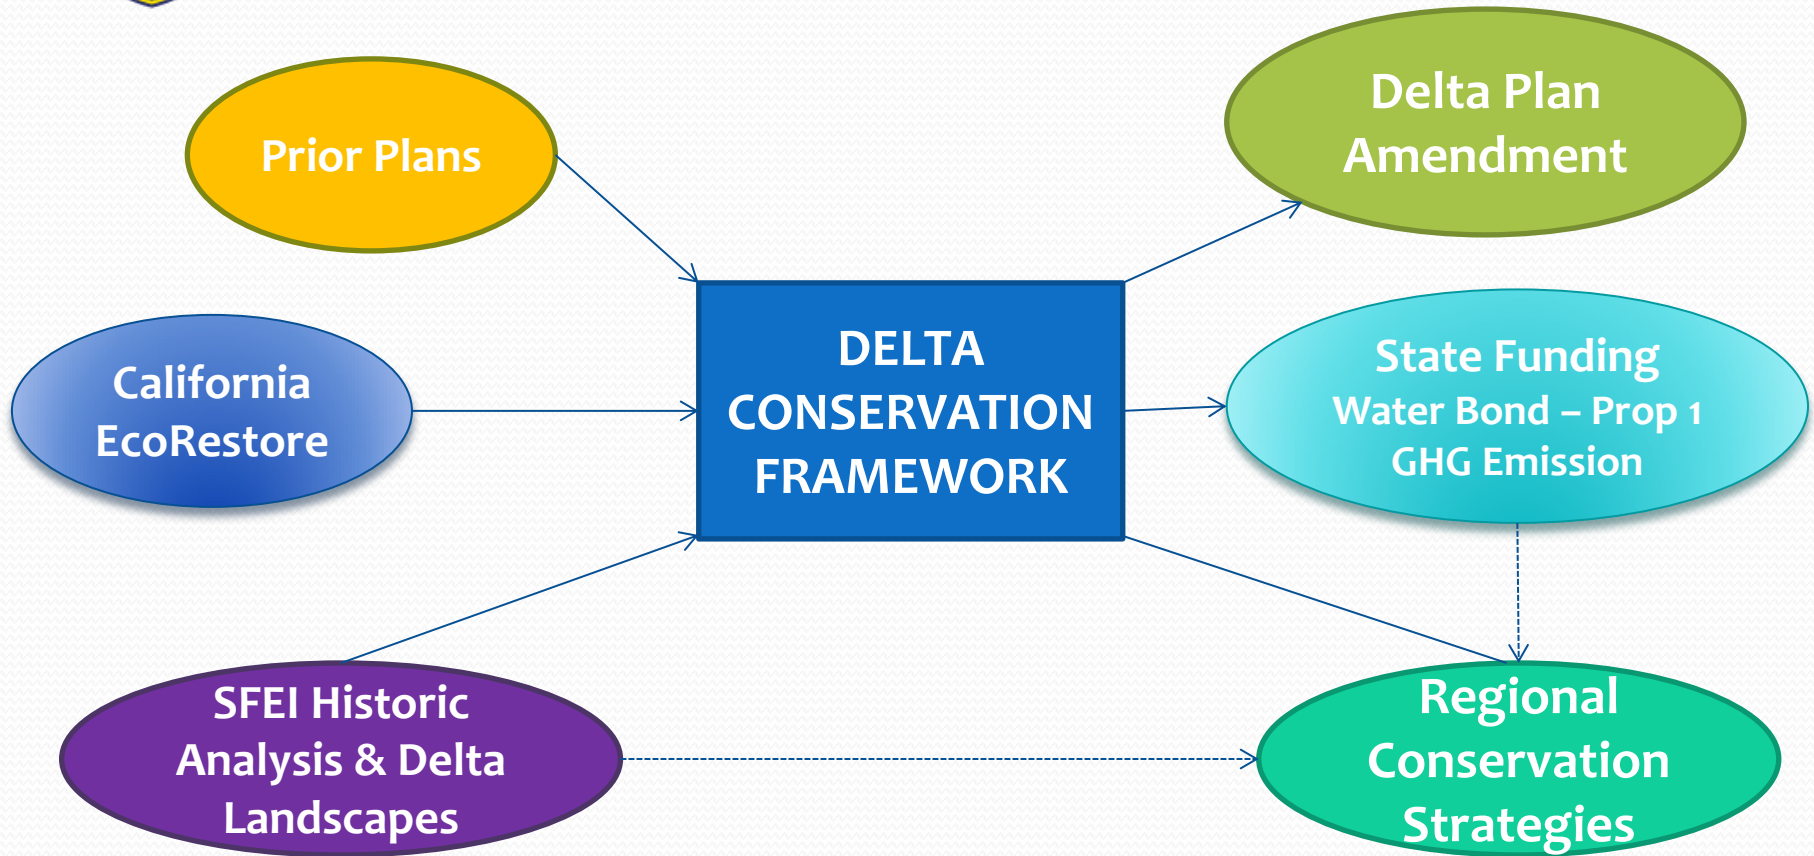 Prior Plans
Delta Plan
Amendment
California
EcoRestore
DELTA
CONSERVATION
FRAMEWORK
State Funding
Water Bond – Prop 1
GHG Emission
SFEI Historic
Analysis & Delta
Landscapes
Regional
Conservation
Strategies